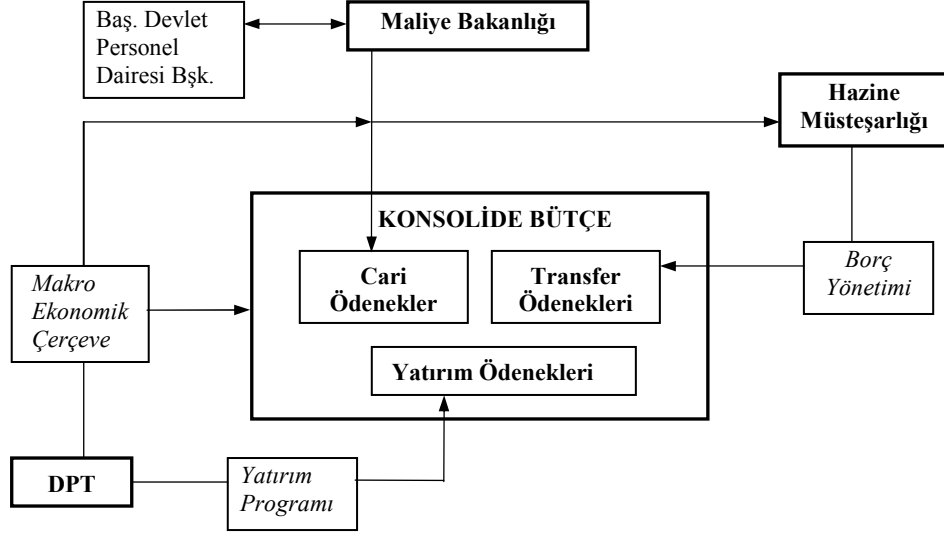 Baş. Devlet
Personel
Dairesi Bşk.
Maliye Bakanlığı
Hazine
Müsteşarlığı
KONSOLİDE BÜTÇE
Cari
Ödenekler
Transfer
Ödenekleri
Borç
Yönetimi
Makro
Ekonomik
Çerçeve
Yatırım Ödenekleri
DPT
Yatırım
Programı